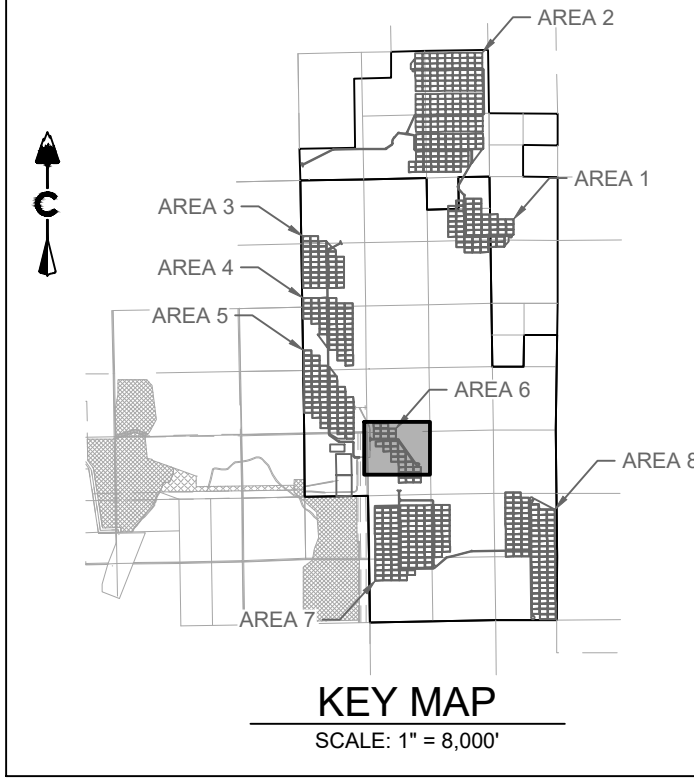 AREA 2
AREA 1
AREA 3
AREA 4
AREA 5
AREA 6
AREA 8
AREA 7
KEY MAP
SCALE: 1" = 8,000'